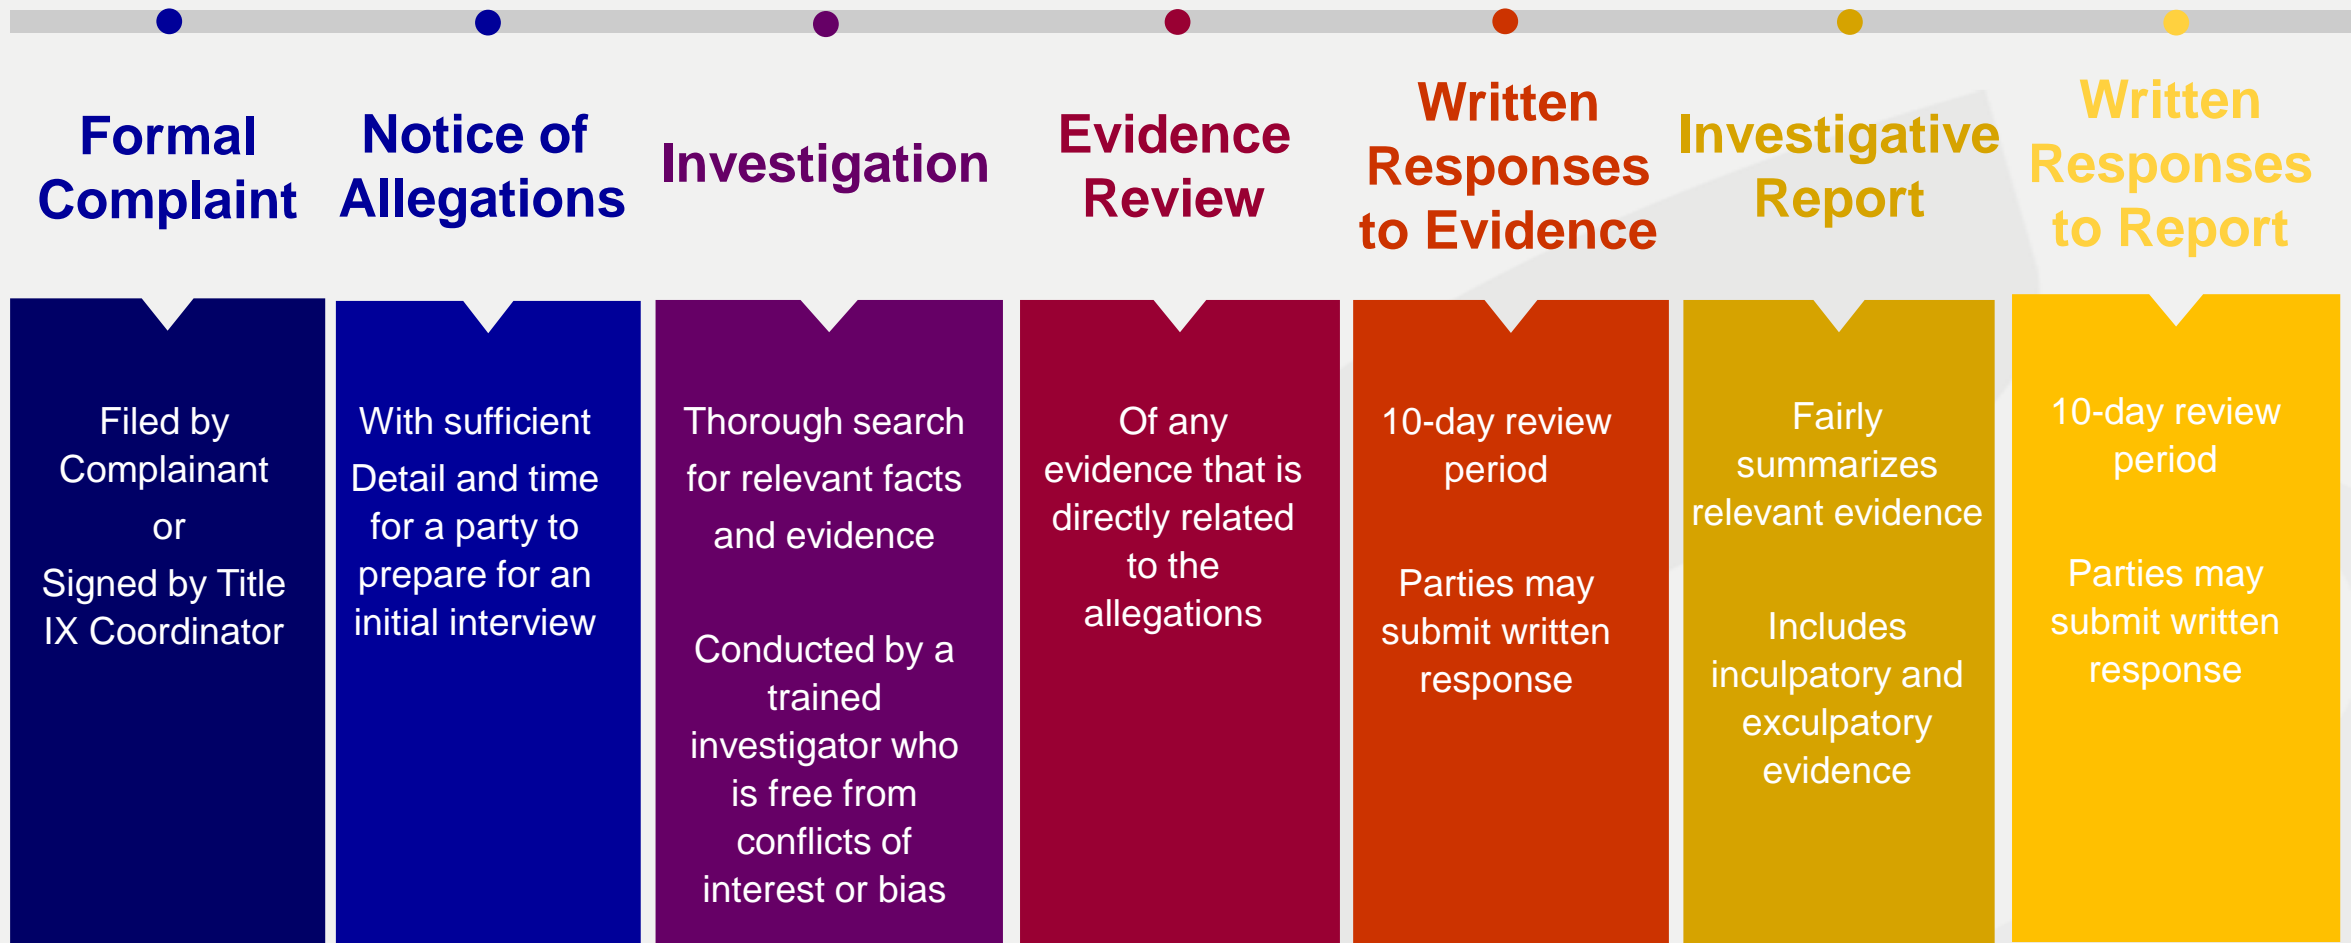 Formal
Complaint
Notice of
Allegations
Investigation
Evidence
Review
Written
Responses
to Evidence
Investigative
Report
Written
Responses
to Report
Filed by
Complainant
or
Signed by Title
IX Coordinator
With sufficient
Detail and time
for a party to
prepare for an
initial interview
Thorough search
for relevant facts
and evidence
Conducted by a
trained
investigator who
is free from
conflicts of
interest or bias
Of any
evidence that is
directly related
to the
allegations
10-day review
period
Parties may
submit written
response
Fairly
summarizes
relevant evidence
Includes
inculpatory and
exculpatory
evidence
10-day review
period
Parties may
submit written
response